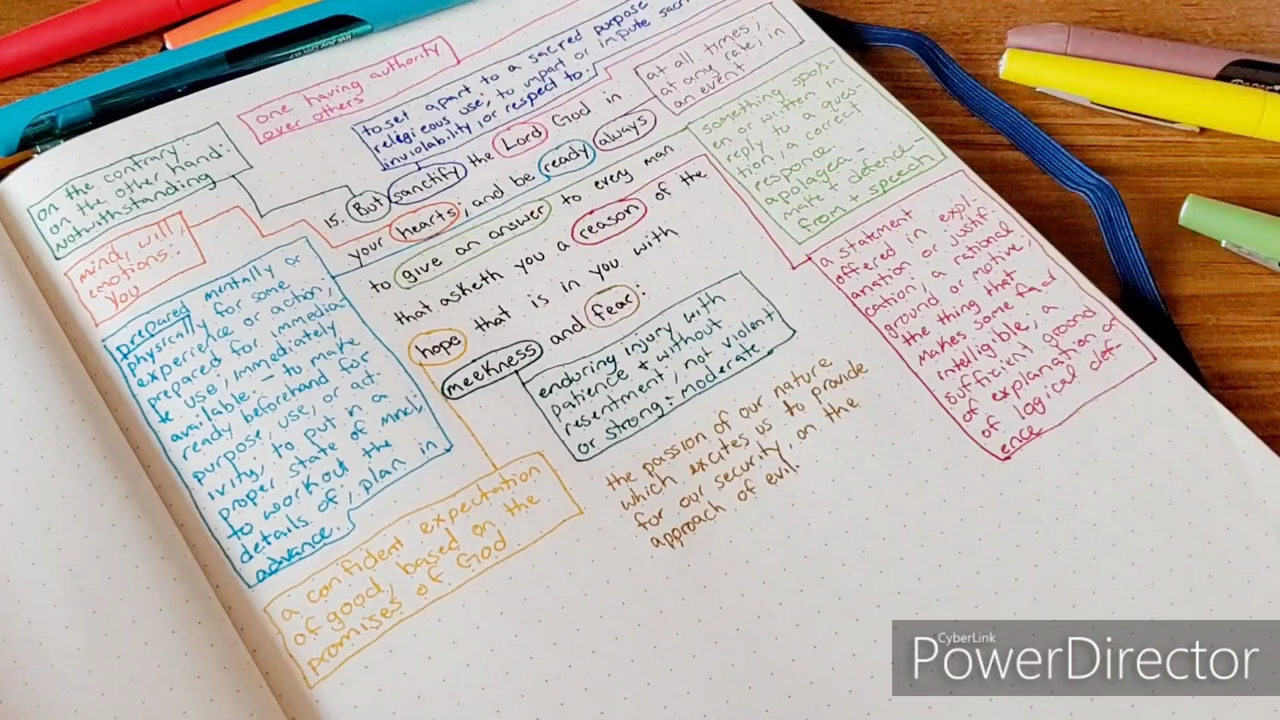 one having authority
over others
to set apart to a sacred purpose
relegieous use, to impart or impute sacr
inviolability or respect to:
at all times,
at any rate, in
an event
on the contrary:
on the other hand:
Notwithstanding
something spok-
en or written in
reply to a ques-
tion, a correct
responce.
apolagea -
make + defence -
from + speech
mind, will,
emotions:
you
15. But sanctify the Lord God in
your hearts; and be ready always
to give an answer to every man
that asketh you a reason of the
hope that is in you with
meekness and fear:
prepared mentally or
physically for some
experience or action,
prepared for immedia-
te use, immediately
available - to make
ready beforehand for
purpose, use, or act-
ivity, to put in a
proper state of mind,
to workout the
details of, plan in
advance.
a statement
offered in expl-
anation or justif
cation, a rational
ground or motive,
the thing that
makes some fact
intelligible, a
sufficient ground
of explanation or
of logical def
ence
enduring injury with
patience + without
resentment, not violent
or strong = moderate
the passion of our nature
which excites us to provide
for our security, on the
approach of evil.
a confident expectation
of good, based on the
promises of God
CyberLink
PowerDirector